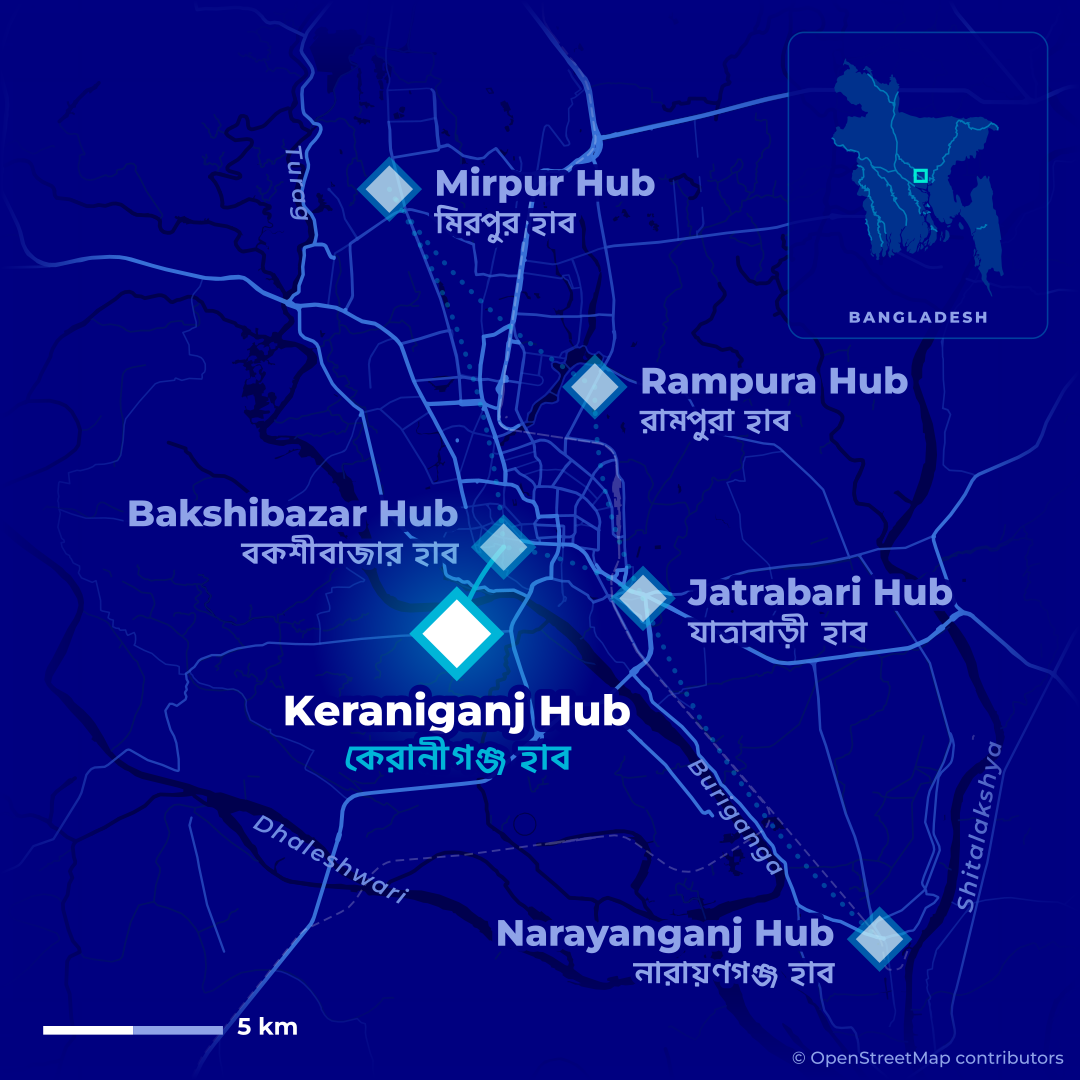 Turag
Mirpur Hub
মিরপুর হাব
BANGLADESH
Rampura Hub
রামপুরা হাব
Bakshibazar Hub
বকশীবাজার হাব
Jatrabari Hub
যাত্রাবাড়ী হাব
Keraniganj Hub
কেরানীগঞ্জ হাব
Buriganga
Shitalakshya
Dhaleshwari
Narayanganj Hub
নারায়ণগঞ্জ হাব
5 km
© OpenStreetMap contributors